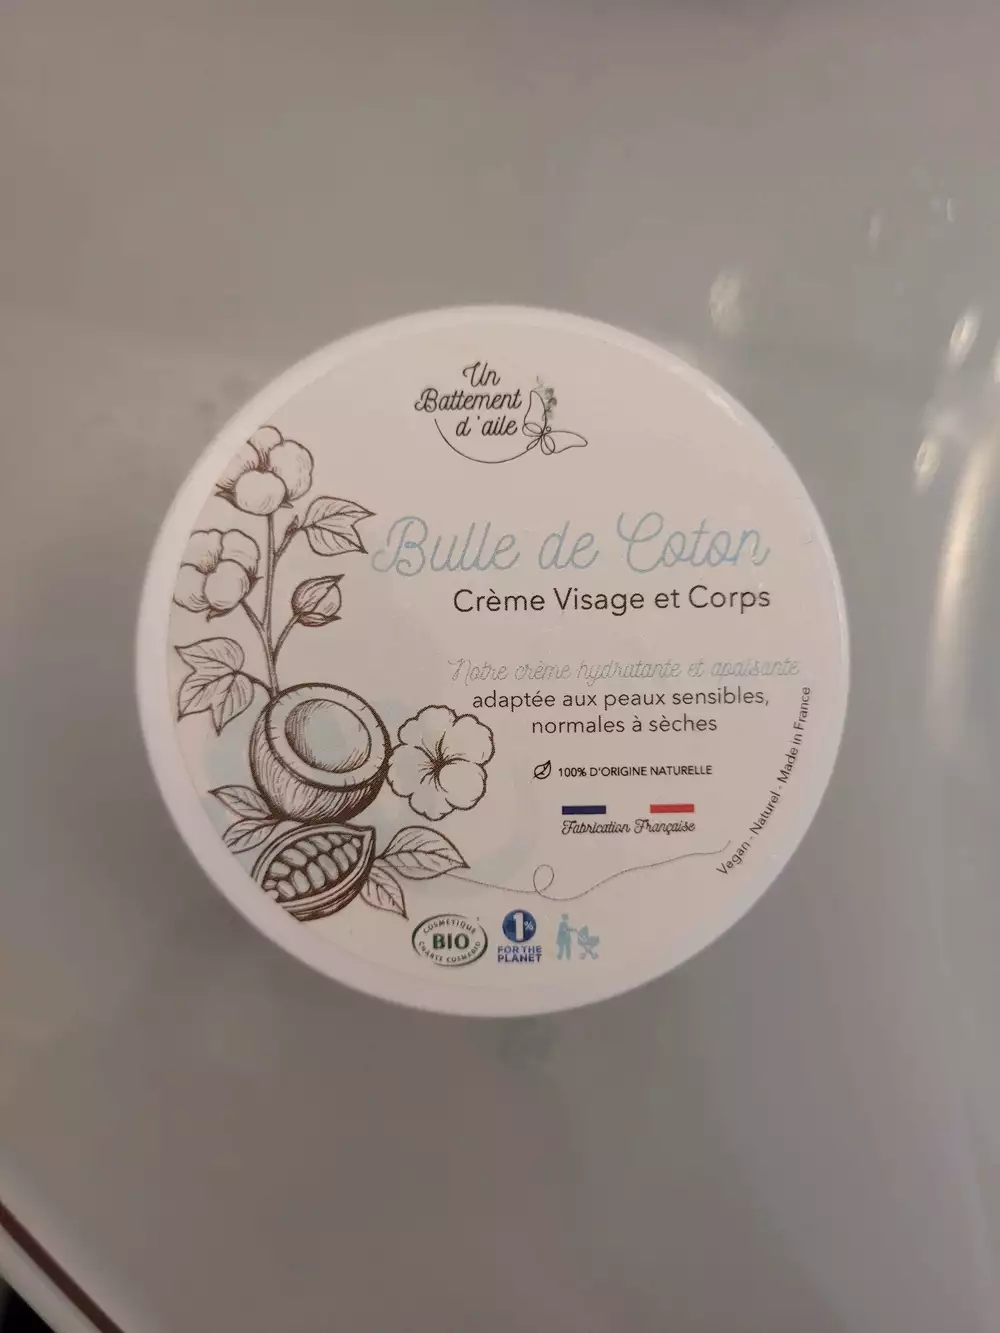 Un
Battement
d'aile
Bulle de Coton
Crème Visage et Corps
Notre crème hydratante et apaisante
adaptée aux peaux sensibles,
normales à sèches
100% D'ORIGINE NATURELLE
Fabrication Française
Vegan - Naturel - Made in France
COSMÉTIQUE
BIO
CHARTE COSMEBIO
1%
FOR THE
PLANET